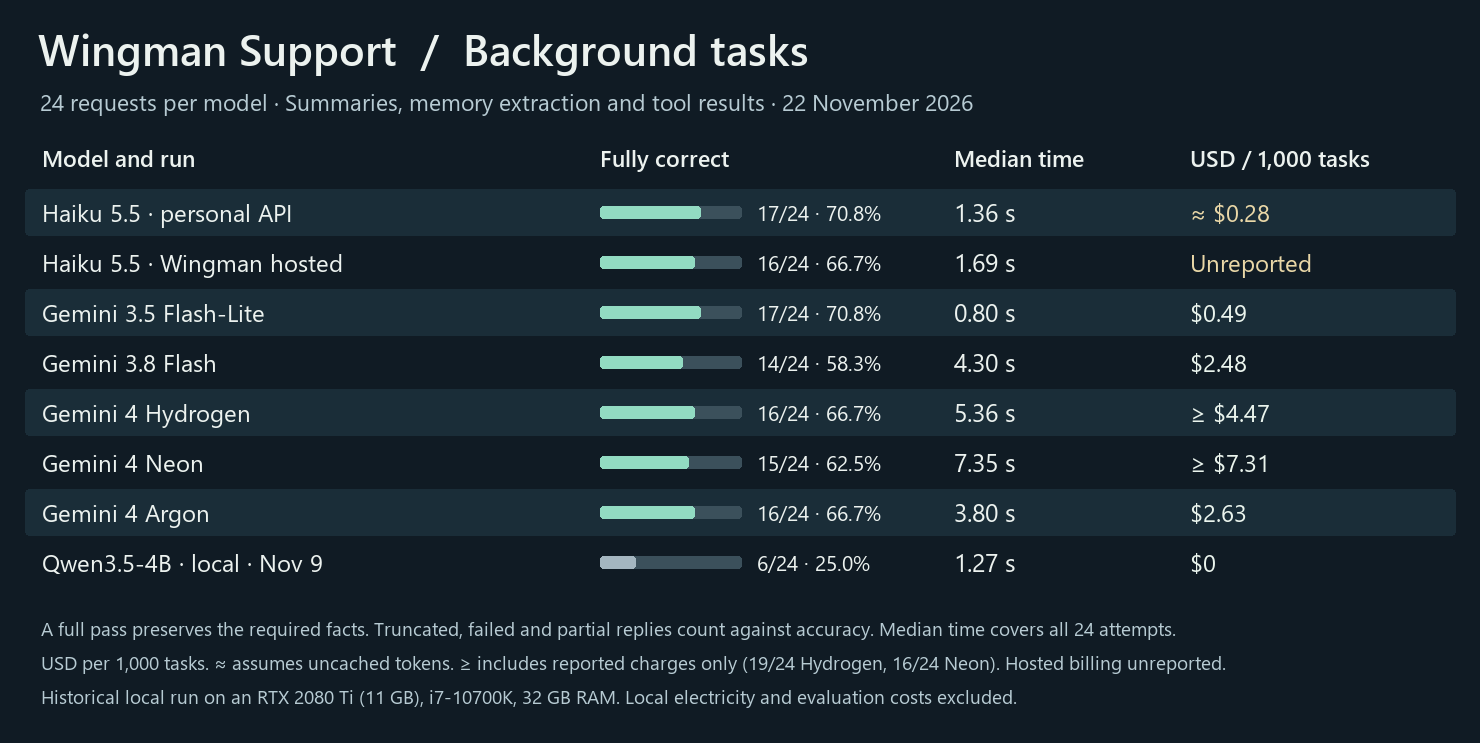 Wingman Support / Background tasks
24 requests per model · Summaries, memory extraction and tool results · 22 November 2026
Model and run Fully correct Median time USD / 1,000 tasks
Haiku 5.5 · personal API 17/24 · 70.8% 1.36 s ≈ $0.28
Haiku 5.5 · Wingman hosted 16/24 · 66.7% 1.69 s Unreported
Gemini 3.5 Flash-Lite 17/24 · 70.8% 0.80 s $0.49
Gemini 3.8 Flash 14/24 · 58.3% 4.30 s $2.48
Gemini 4 Hydrogen 16/24 · 66.7% 5.36 s ≥ $4.47
Gemini 4 Neon 15/24 · 62.5% 7.35 s ≥ $7.31
Gemini 4 Argon 16/24 · 66.7% 3.80 s $2.63
Qwen3.5-4B · local · Nov 9 6/24 · 25.0% 1.27 s $0
A full pass preserves the required facts. Truncated, failed and partial replies count against accuracy. Median time covers all 24 attempts.
USD per 1,000 tasks. ≈ assumes uncached tokens. ≥ includes reported charges only (19/24 Hydrogen, 16/24 Neon). Hosted billing unreported.
Historical local run on an RTX 2080 Ti (11 GB), i7-10700K, 32 GB RAM. Local electricity and evaluation costs excluded.